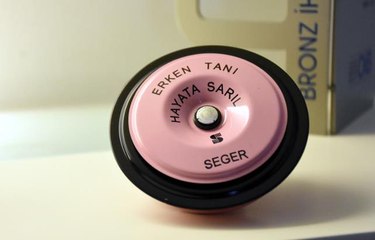 ERKEN TANI
HAYATA SARIL
SEGER
BRONZ İH